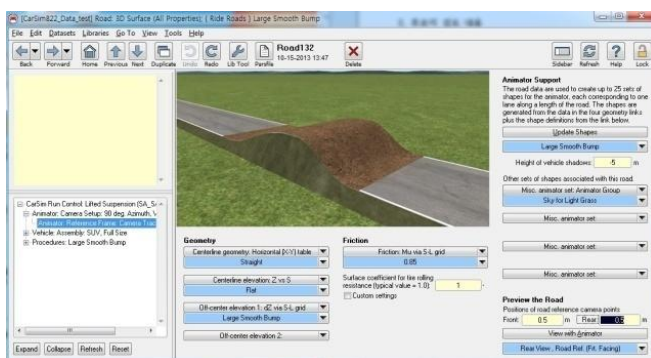 [CarSim822_Data_test] Road: 3D Surface (All Properties); { Ride Roads } Large Smooth Bump
File Edit Datasets Libraries Go To View Tools Help
Back Forward Home Previous Next Duplicate Undo Redo Lib Tool Parsfile
Road132
10-15-2013 13:47
Delete Sidebar Refresh Help Lock
CarSim Run Control: Lifted Suspension
Animator: Camera Setup: 90 deg. Azimuth,
Animator: Reference Frame: Camera
Vehicle: Assembly: SUV, Full Size
Procedures: Large Smooth Bump
Expand Collapse Refresh Reset
Geometry
Centerline geometry: Horizontal (X-Y) table
Straight
Centerline elevation: Z vs S
Flat
Off-center elevation 1: dZ via S-L grid
Large Smooth Bump
Off-center elevation 2:
Friction
Friction: Mu via S-L grid
0.85
Surface coefficient for tire rolling
resistance (typical value = 1.0): 1 -
Custom settings
Animator Support
The road data are used to create up to 25 sets of
shapes for the animator, each corresponding to one
lane along a length of the road. The shapes are
generated from the data in the four geometry links
plus the shape definitions from the link below.
Update Shapes
Large Smooth Bump
Height of vehicle shadows: -5 m
Other sets of shapes associated with this road.
Misc. animator set: Animator Group
Sky for Light Grass
Misc. animator set:
Misc. animator set:
Misc. animator set:
Preview the Road
Positions of road reference camera points
Front: 0.5 m Rear: 0.5 m
View with Animator
Rear View , Road Ref. (Fit. Facing)